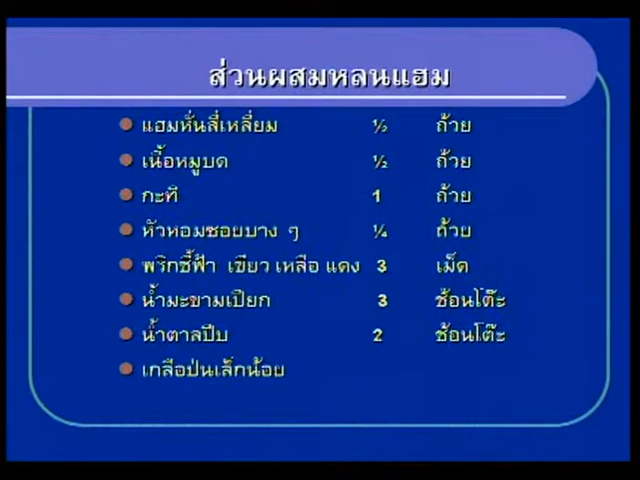 ส่วนผสมหลนแฮม
แฮมหั่นสี่เหลี่ยม ½ ถ้วย
เนื้อหมูบด ½ ถ้วย
กะทิ 1 ถ้วย
หัวหอมซอยบาง ๆ ¼ ถ้วย
พริกชี้ฟ้า เขียว เหลือ แดง 3 เม็ด
น้ำมะขามเปียก 3 ช้อนโต๊ะ
น้ำตาลปีบ 2 ช้อนโต๊ะ
เกลือป่นเล็กน้อย